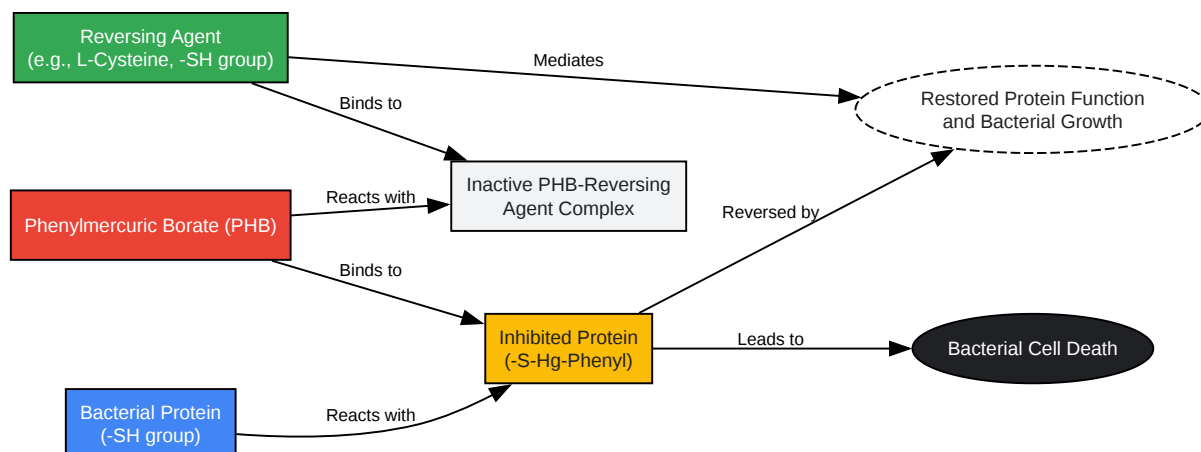 Reversing Agent
(e.g., L-Cysteine, -SH group)
Mediates
Restored Protein Function
and Bacterial Growth
Binds to
Inactive PHB-Reversing
Agent Complex
Reacts with
Phenylmercuric Borate (PHB)
Reversed by
Binds to
Inhibited Protein
(-S-Hg-Phenyl)
Leads to
Bacterial Cell Death
Reacts with
Bacterial Protein
(-SH group)